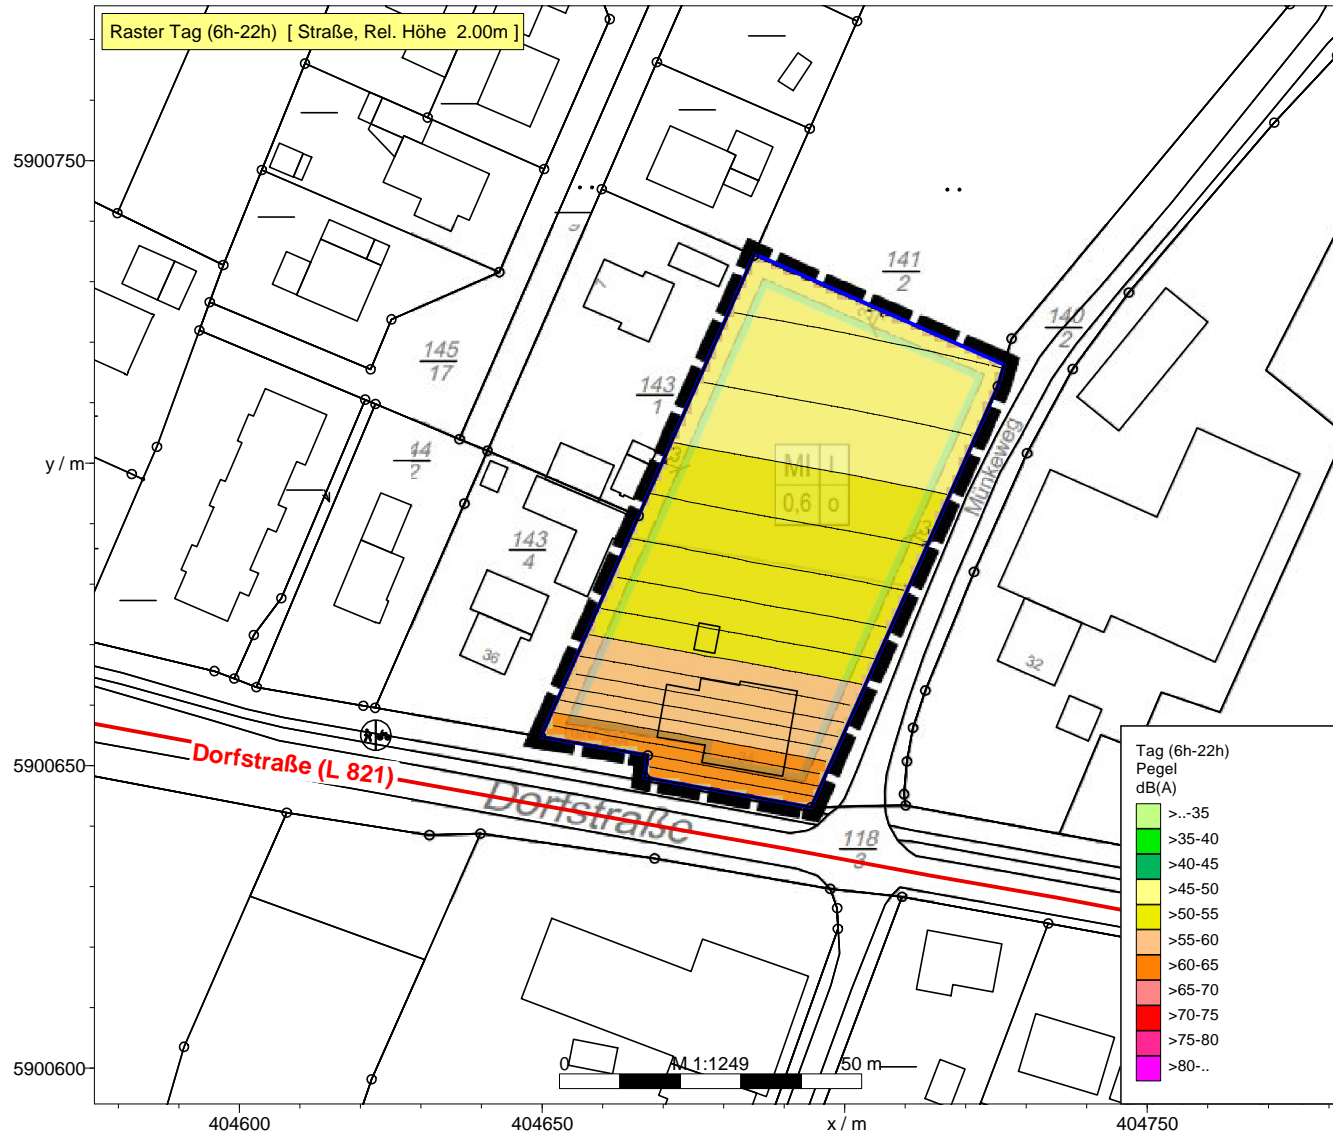 Raster Tag (6h-22h) [ Straße, Rel. Höhe 2.00m ]
5900750
y / m
5900650
5900600
404600
404650
x / m
404750
141
2
140
2
145
17
143
1
44
2
143
4
118
3
7
36
32
MI I
0,6 o
Münkeweg
Dorfstraße (L 821)
Dorfstraße
0 M 1:1249 50 m
Tag (6h-22h)
Pegel
dB(A)
>..-35
>35-40
>40-45
>45-50
>50-55
>55-60
>60-65
>65-70
>70-75
>75-80
>80-..